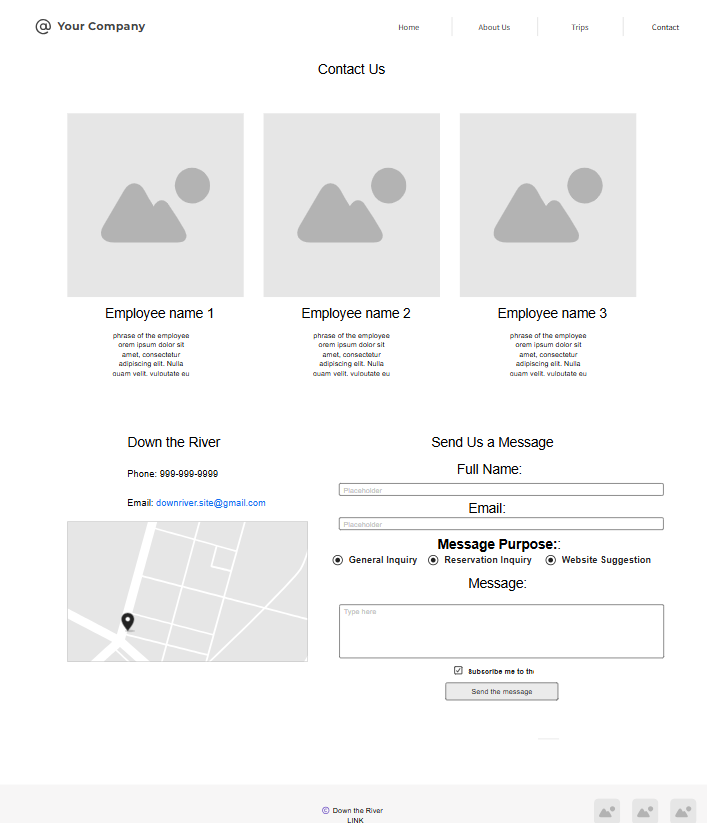 @ Your Company
Home
About Us
Trips
Contact
Contact Us
Employee name 1
phrase of the employee
orem ipsum dolor sit
amet, consectetur
adipiscing elit. Nulla
quam velit, vulputate eu
Employee name 2
phrase of the employee
orem ipsum dolor sit
amet, consectetur
adipiscing elit. Nulla
quam velit, vulputate eu
Employee name 3
phrase of the employee
orem ipsum dolor sit
amet, consectetur
adipiscing elit. Nulla
quam velit, vulputate eu
Down the River
Phone: 999-999-9999
Email: downriver.site@gmail.com
Send Us a Message
Full Name:
Placeholder
Email:
Placeholder
Message Purpose::
General Inquiry
Reservation Inquiry
Website Suggestion
Message:
Type here
Subscribe me to the
Send the message
© Down the River
LINK